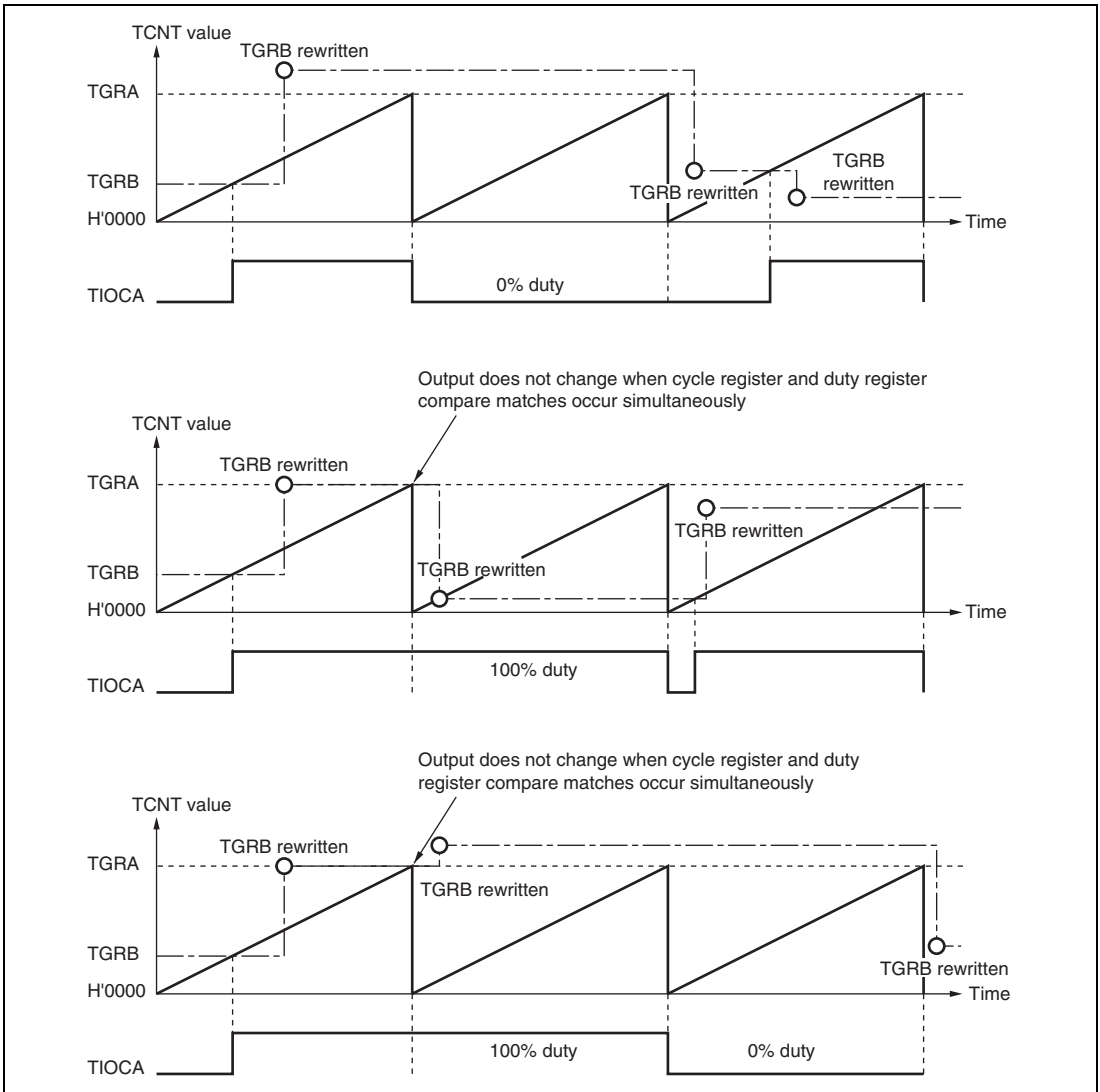 TCNT value
TGRB rewritten
TGRA
TGRB
rewritten
TGRB
TGRB rewritten
H'0000
Time
0% duty
TIOCA
Output does not change when cycle register and duty register
compare matches occur simultaneously
TCNT value
TGRB rewritten
TGRA
TGRB rewritten
TGRB
TGRB rewritten
H'0000
Time
100% duty
TIOCA
Output does not change when cycle register and duty
register compare matches occur simultaneously
TCNT value
TGRB rewritten
TGRA
TGRB rewritten
TGRB
TGRB rewritten
H'0000
Time
100% duty
0% duty
TIOCA